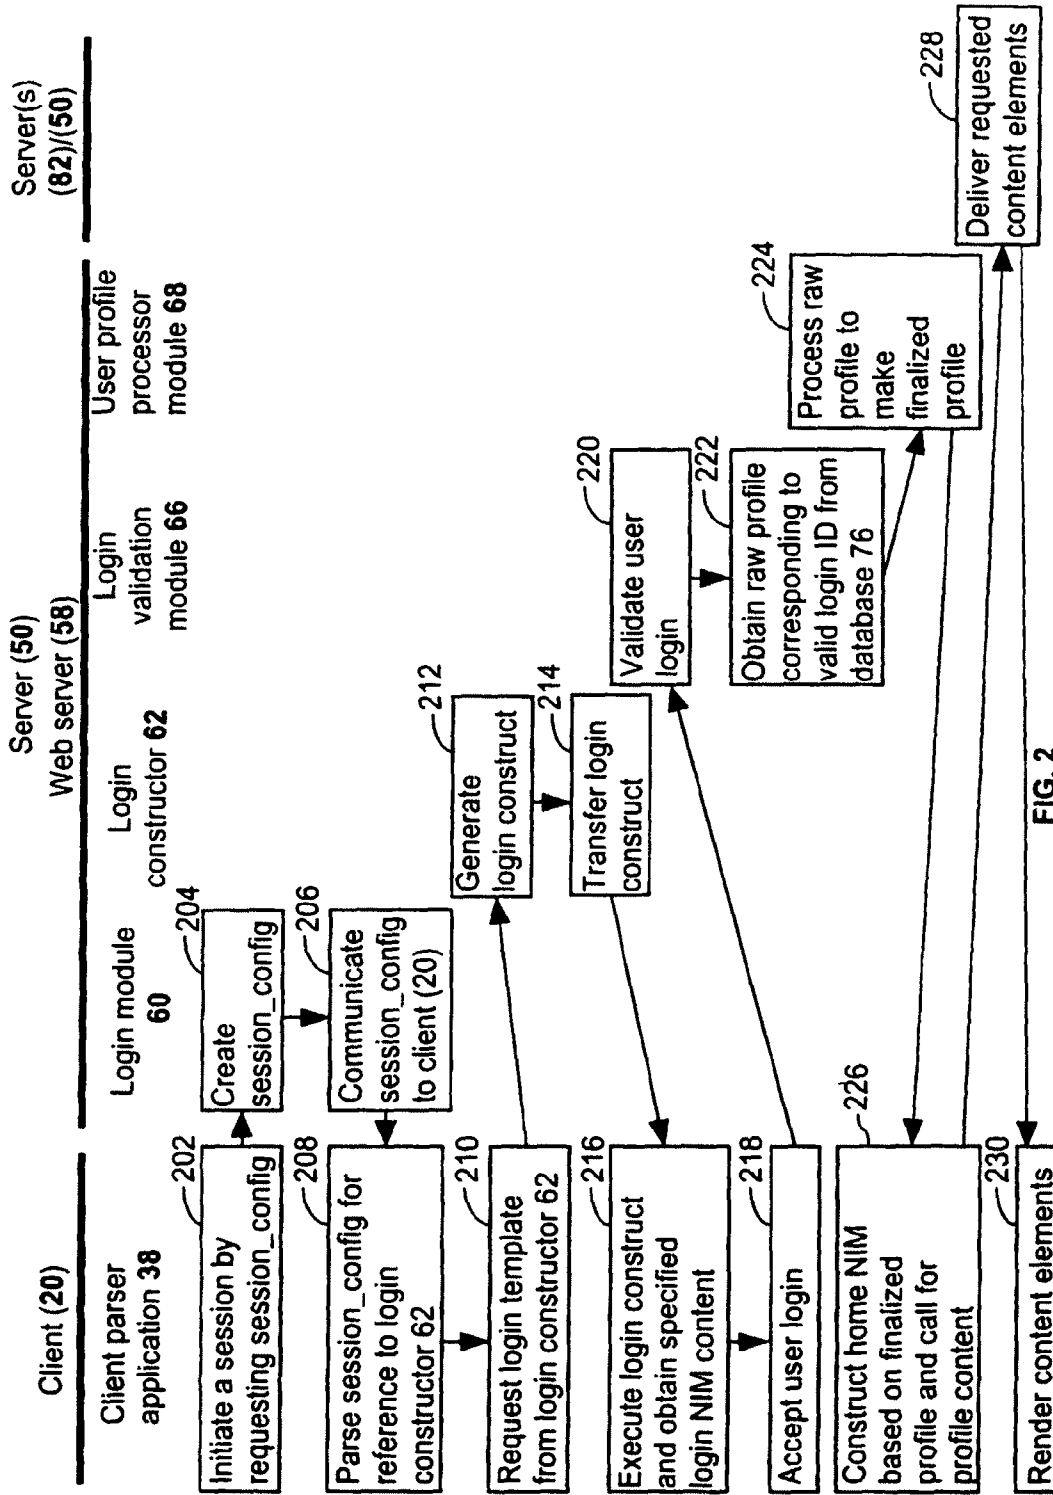 Client (20)
Client parser
application 38
Server (50)
Web server (58)
Login module
60
Login
constructor 62
Login
validation
module 66
User profile
processor
module 68
Server(s)
(82)/(50)
202
Initiate a session by
requesting session_config
204
Create
session_config
206
Communicate
session_config
to client (20)
208
Parse session_config for
reference to login
constructor 62
210
Request login template
from login constructor 62
212
Generate
login construct
214
Transfer login
construct
216
Execute login construct
and obtain specified
login NIM content
218
Accept user login
220
Validate user
login
222
Obtain raw profile
corresponding to
valid login ID from
database 76
224
Process raw
profile to
make
finalized
profile
226
Construct home NIM
based on finalized
profile and call for
profile content
228
Deliver requested
content elements
230
Render content elements
FIG. 2